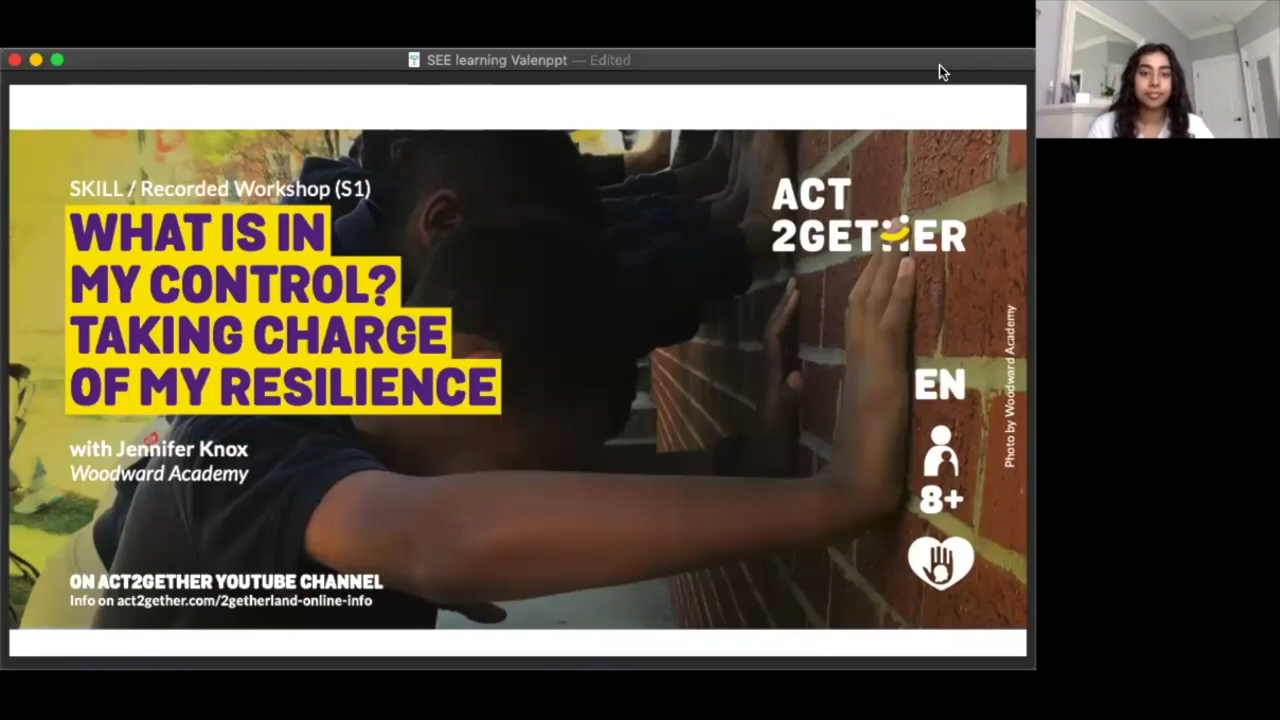 SEE learning Valenppt — Edited
SKILL / Recorded Workshop (S1)
WHAT IS IN
MY CONTROL?
TAKING CHARGE
OF MY RESILIENCE
with Jennifer Knox
Woodward Academy
ON ACT2GETHER YOUTUBE CHANNEL
Info on act2gether.com/2getherland-online-info
ACT
2GETHER
EN
8+
Photo by Woodward Academy